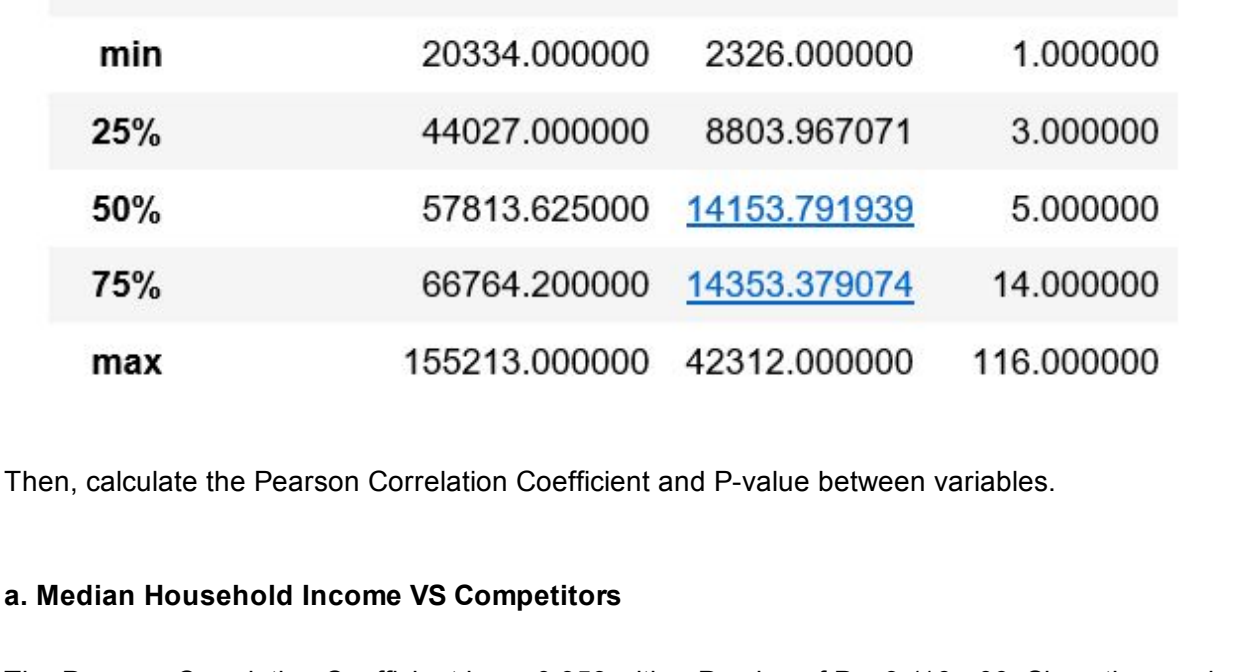 min 20334.000000 2326.000000 1.000000
25% 44027.000000 8803.967071 3.000000
50% 57813.625000 14153.791939 5.000000
75% 66764.200000 14353.379074 14.000000
max 155213.000000 42312.000000 116.000000
Then, calculate the Pearson Correlation Coefficient and P-value between variables.
a. Median Household Income VS Competitors